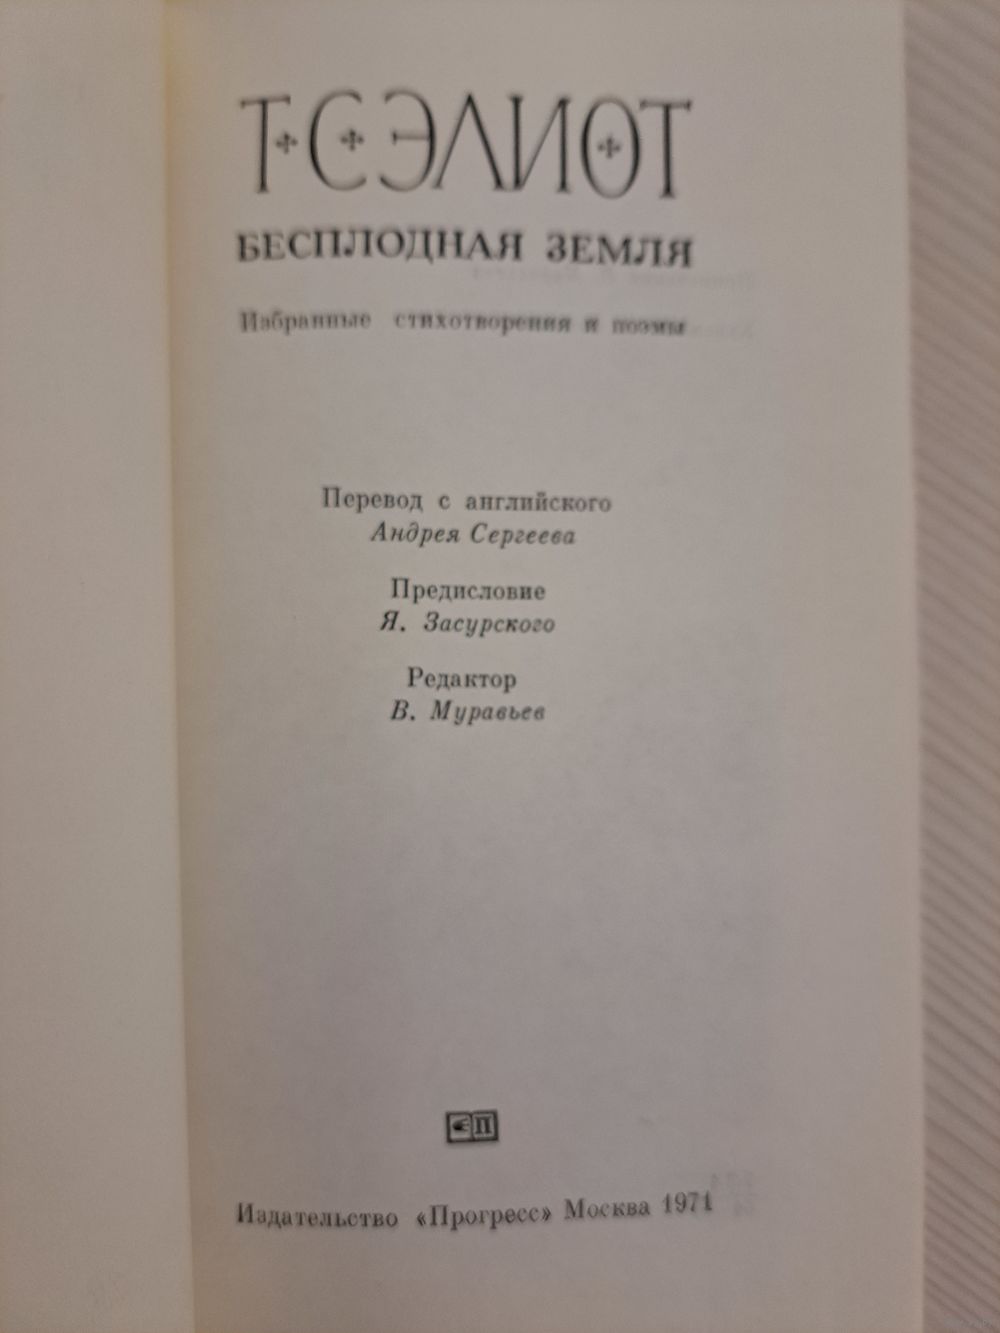 Т·С·ЭЛИОТ
БЕСПЛОДНАЯ ЗЕМЛЯ
Избранные стихотворения и поэмы
Перевод с английского
Андрея Сергеева
Предисловие
Я. Засурского
Редактор
В. Муравьев
П
Издательство «Прогресс» Москва 1971